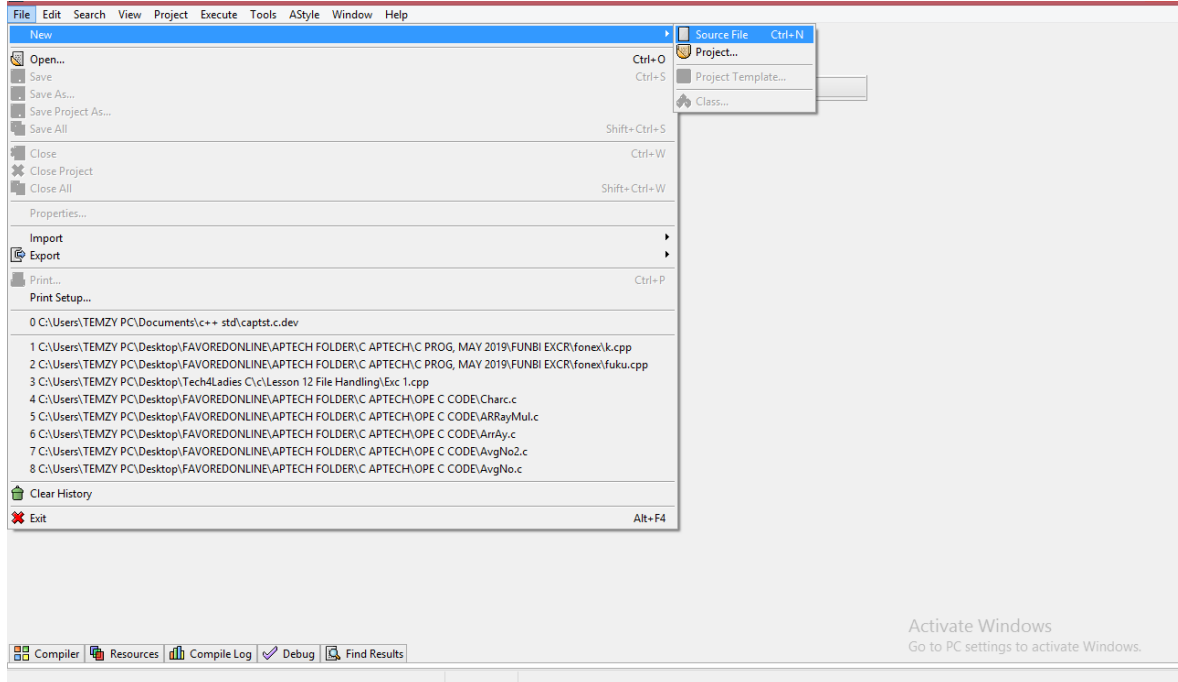 File Edit Search View Project Execute Tools AStyle Window Help
New
Source File Ctrl+N
Project...
Project Template...
Class...
Open... Ctrl+O
Save Ctrl+S
Save As...
Save Project As...
Save All Shift+Ctrl+S
Close Ctrl+W
Close Project
Close All Shift+Ctrl+W
Properties...
Import
Export
Print... Ctrl+P
Print Setup...
0 C:\Users\TEMZY PC\Documents\c++ std\captst.c.dev
1 C:\Users\TEMZY PC\Desktop\FAVOREDONLINE\APTECH FOLDER\C APTECH\C PROG, MAY 2019\FUNBI EXCR\fonex\k.cpp
2 C:\Users\TEMZY PC\Desktop\FAVOREDONLINE\APTECH FOLDER\C APTECH\C PROG, MAY 2019\FUNBI EXCR\fonex\fuku.cpp
3 C:\Users\TEMZY PC\Desktop\Tech4Ladies C\c\Lesson 12 File Handling\Exc 1.cpp
4 C:\Users\TEMZY PC\Desktop\FAVOREDONLINE\APTECH FOLDER\C APTECH\OPE C CODE\Charc.c
5 C:\Users\TEMZY PC\Desktop\FAVOREDONLINE\APTECH FOLDER\C APTECH\OPE C CODE\ARRayMul.c
6 C:\Users\TEMZY PC\Desktop\FAVOREDONLINE\APTECH FOLDER\C APTECH\OPE C CODE\ArrAy.c
7 C:\Users\TEMZY PC\Desktop\FAVOREDONLINE\APTECH FOLDER\C APTECH\OPE C CODE\AvgNo2.c
8 C:\Users\TEMZY PC\Desktop\FAVOREDONLINE\APTECH FOLDER\C APTECH\OPE C CODE\AvgNo.c
Clear History
Exit Alt+F4
Activate Windows
Go to PC settings to activate Windows.
Compiler Resources Compile Log Debug Find Results